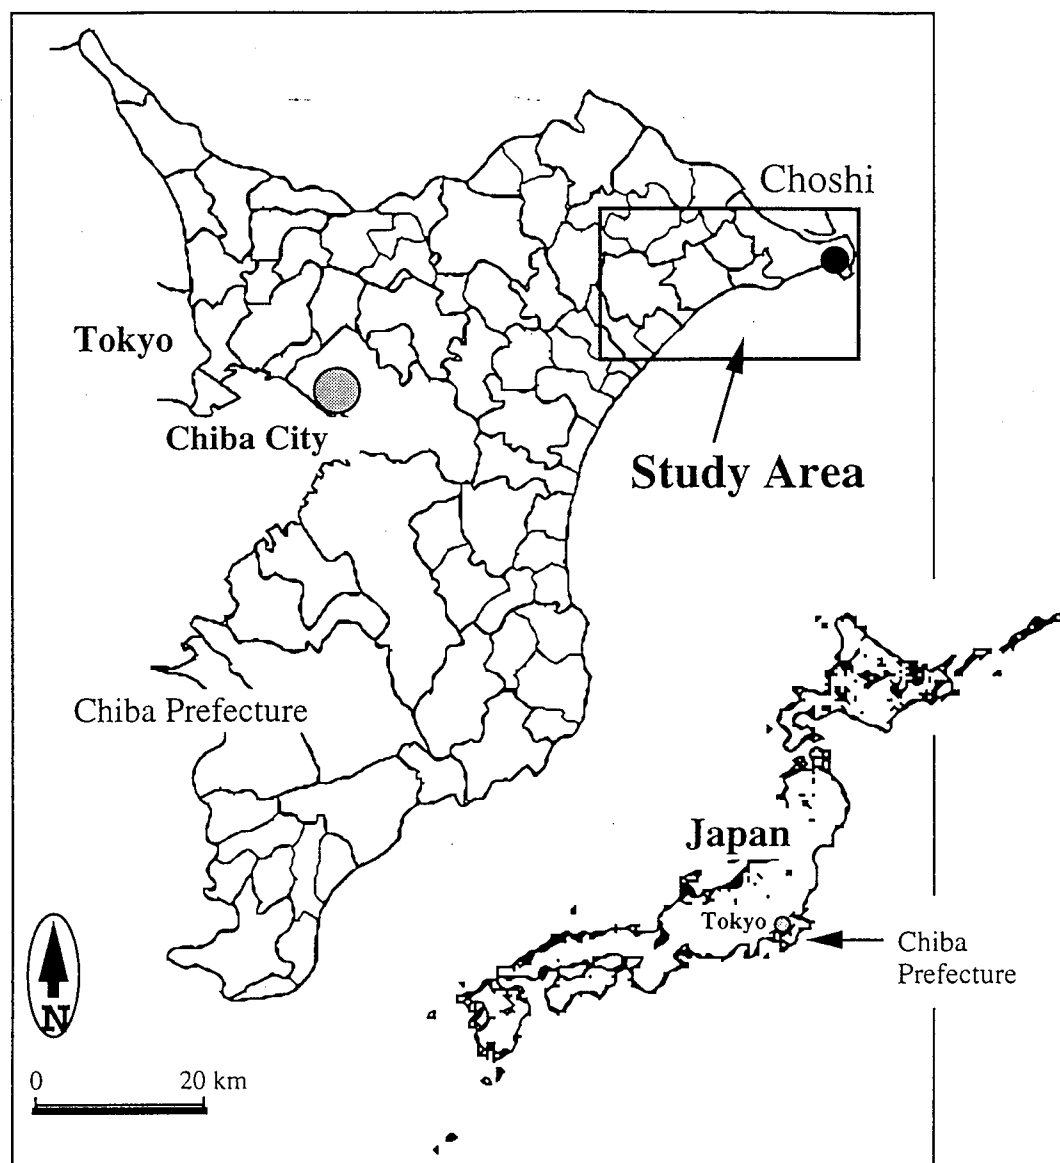 Choshi
Tokyo
Chiba City
Study Area
Chiba Prefecture
Japan
Tokyo
Chiba
Prefecture
N
0 20 km